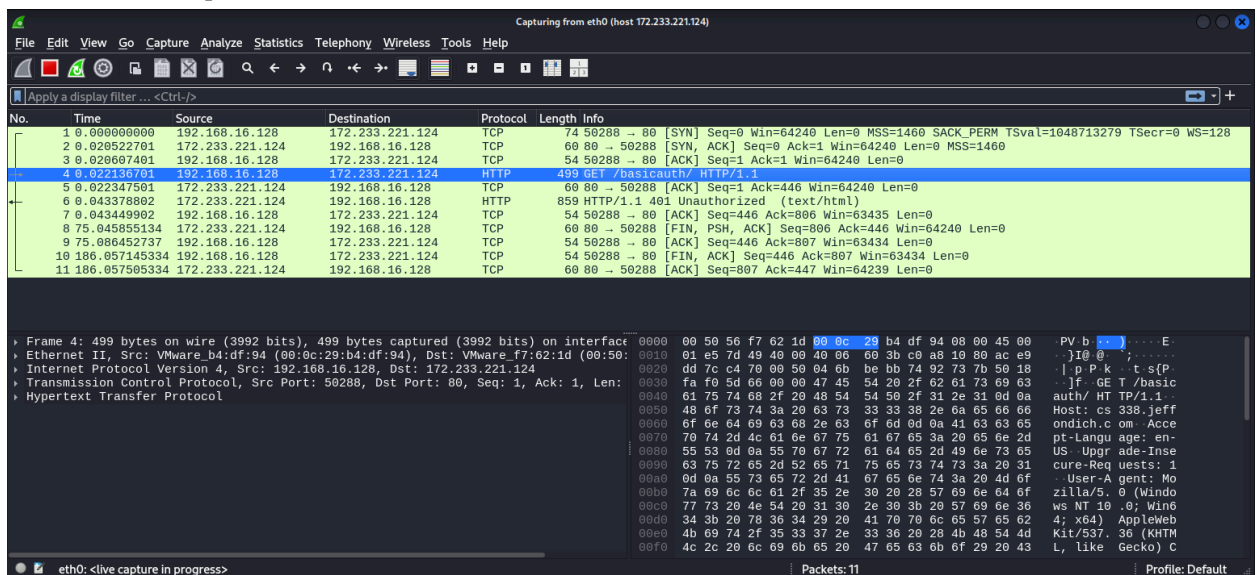 Capturing from eth0 (host 172.233.221.124)
File Edit View Go Capture Analyze Statistics Telephony Wireless Tools Help
Apply a display filter ... <Ctrl-/>
No. Time Source Destination Protocol Length Info
1 0.000000000 192.168.16.128 172.233.221.124 TCP 74 50288 → 80 [SYN] Seq=0 Win=64240 Len=0 MSS=1460 SACK_PERM TSval=1048713279 TSecr=0 WS=128
2 0.020522701 172.233.221.124 192.168.16.128 TCP 60 80 → 50288 [SYN, ACK] Seq=0 Ack=1 Win=64240 Len=0 MSS=1460
3 0.020607401 192.168.16.128 172.233.221.124 TCP 54 50288 → 80 [ACK] Seq=1 Ack=1 Win=64240 Len=0
4 0.022136701 192.168.16.128 172.233.221.124 HTTP 499 GET /basicauth/ HTTP/1.1
5 0.022347501 172.233.221.124 192.168.16.128 TCP 60 80 → 50288 [ACK] Seq=1 Ack=446 Win=64240 Len=0
6 0.043378802 172.233.221.124 192.168.16.128 HTTP 859 HTTP/1.1 401 Unauthorized (text/html)
7 0.043449902 192.168.16.128 172.233.221.124 TCP 54 50288 → 80 [ACK] Seq=446 Ack=806 Win=63435 Len=0
8 75.045855134 172.233.221.124 192.168.16.128 TCP 60 80 → 50288 [FIN, PSH, ACK] Seq=806 Ack=446 Win=64240 Len=0
9 75.086452737 192.168.16.128 172.233.221.124 TCP 54 50288 → 80 [ACK] Seq=446 Ack=807 Win=63434 Len=0
10 186.057145334 192.168.16.128 172.233.221.124 TCP 54 50288 → 80 [FIN, ACK] Seq=446 Ack=807 Win=63434 Len=0
11 186.057505334 172.233.221.124 192.168.16.128 TCP 60 80 → 50288 [ACK] Seq=807 Ack=447 Win=64239 Len=0
Frame 4: 499 bytes on wire (3992 bits), 499 bytes captured (3992 bits) on interface
Ethernet II, Src: VMware_b4:df:94 (00:0c:29:b4:df:94), Dst: VMware_f7:62:1d (00:50:
Internet Protocol Version 4, Src: 192.168.16.128, Dst: 172.233.221.124
Transmission Control Protocol, Src Port: 50288, Dst Port: 80, Seq: 1, Ack: 1, Len:
Hypertext Transfer Protocol
0000 00 50 56 f7 62 1d 00 0c 29 b4 df 94 08 00 45 00 ·PV·b···)·····E·
0010 01 e5 7d 49 40 00 40 06 60 3b c0 a8 10 80 ac e9 ··}I@·@·`;······
0020 dd 7c c4 70 00 50 04 6b be bb 74 92 73 7b 50 18 ·|·p·P·k··t·s{P·
0030 fa f0 5d 66 00 00 47 45 54 20 2f 62 61 73 69 63 ··]f··GET /basic
0040 61 75 74 68 2f 20 48 54 54 50 2f 31 2e 31 0d 0a auth/ HTTP/1.1··
0050 48 6f 73 74 3a 20 63 73 33 33 38 2e 6a 65 66 66 Host: cs338.jeff
0060 6f 6e 64 69 63 68 2e 63 6f 6d 0d 0a 41 63 63 65 ondich.com··Acce
0070 70 74 2d 4c 61 6e 67 75 61 67 65 3a 20 65 6e 2d pt-Language: en-
0080 55 53 0d 0a 55 70 67 72 61 64 65 2d 49 6e 73 65 US··Upgrade-Inse
0090 63 75 72 65 2d 52 65 71 75 65 73 74 73 3a 20 31 cure-Requests: 1
00a0 0d 0a 55 73 65 72 2d 41 67 65 6e 74 3a 20 4d 6f ··User-Agent: Mo
00b0 7a 69 6c 6c 61 2f 35 2e 30 20 28 57 69 6e 64 6f zilla/5.0 (Windo
00c0 77 73 20 4e 54 20 31 30 2e 30 3b 20 57 69 6e 36 ws NT 10.0; Win6
00d0 34 3b 20 78 36 34 29 20 41 70 70 6c 65 57 65 62 4; x64) AppleWeb
00e0 4b 69 74 2f 35 33 37 2e 33 36 20 28 4b 48 54 4d Kit/537.36 (KHTM
00f0 4c 2c 20 6c 69 6b 65 20 47 65 63 6b 6f 29 20 43 L, like Gecko) C
eth0: <live capture in progress> Packets: 11 Profile: Default